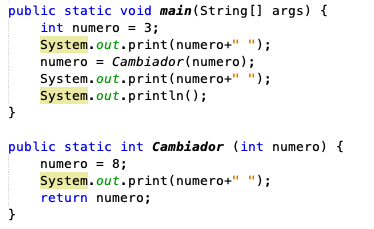 public static void main(String[] args) {
    int numero = 3;
    System.out.print(numero+" ");
    numero = Cambiador(numero);
    System.out.print(numero+" ");
    System.out.println();
}

public static int Cambiador (int numero) {
    numero = 8;
    System.out.print(numero+" ");
    return numero;
}